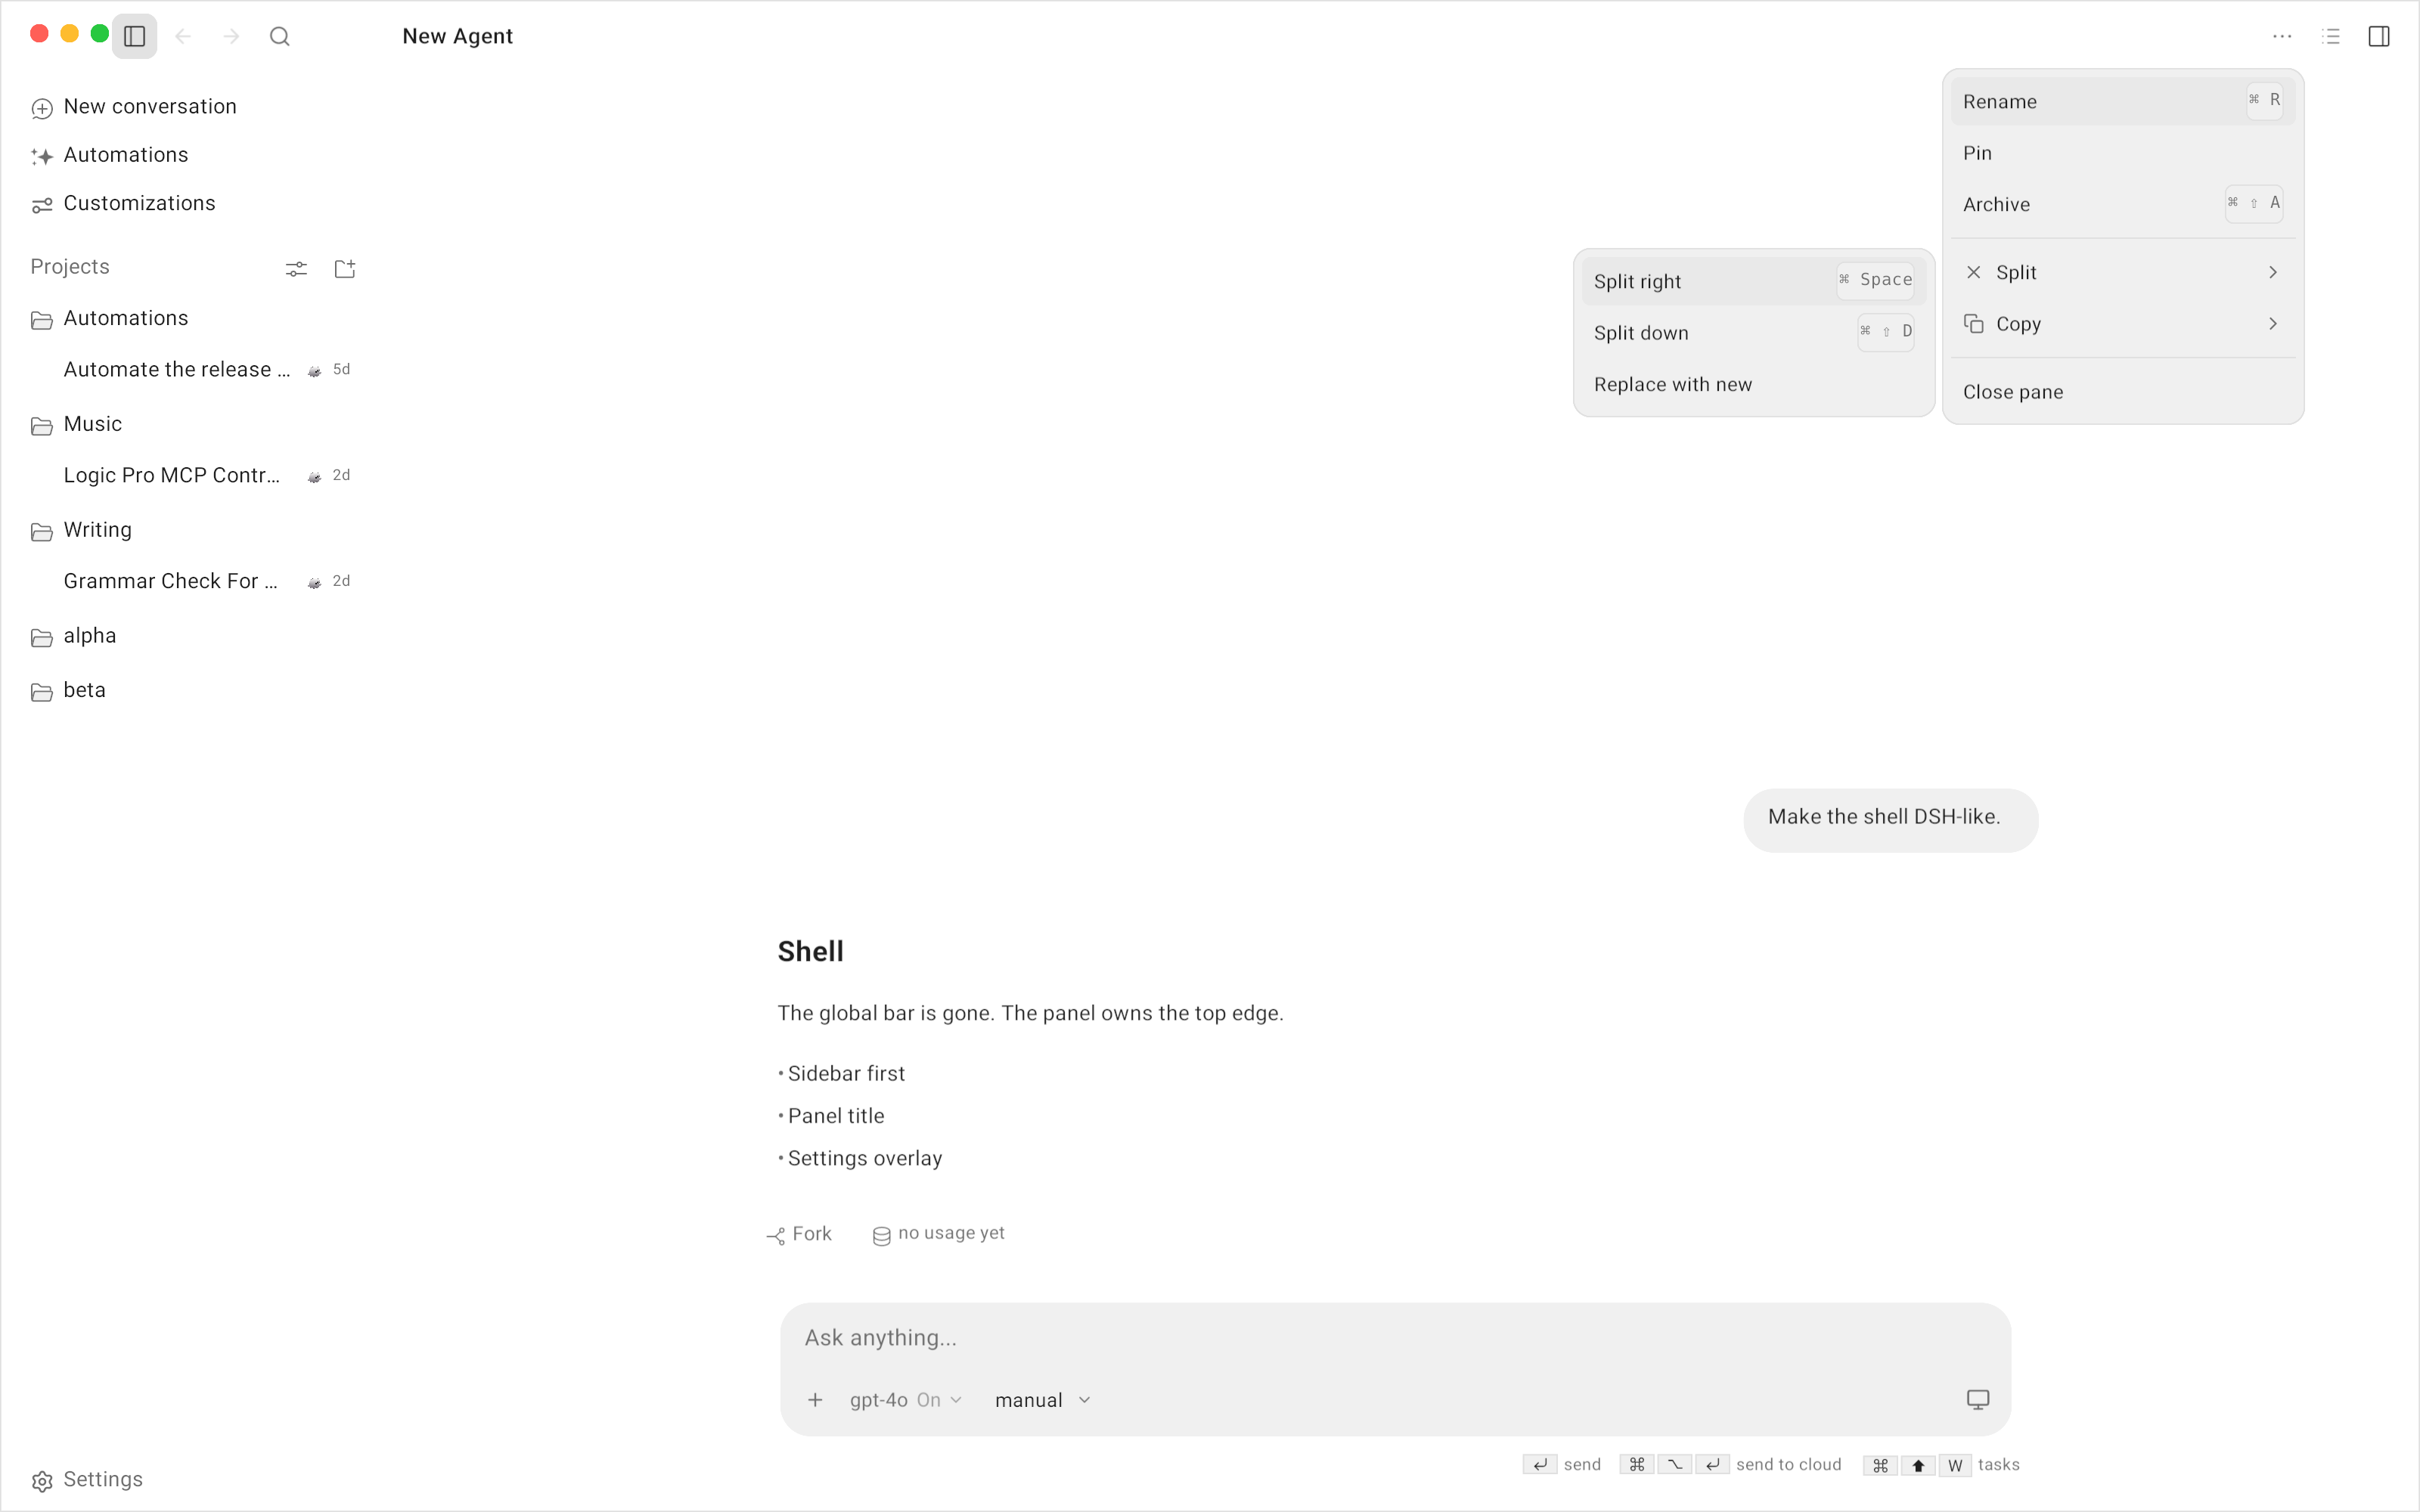 New Agent
New conversation
Automations
Customizations
Projects
Automations
Automate the release ... 5d
Music
Logic Pro MCP Contr... 2d
Writing
Grammar Check For ... 2d
alpha
beta
Settings
Rename ⌘ R
Pin
Archive ⌘ ⇧ A
Split
Copy
Close pane
Split right ⌘ Space
Split down ⌘ ⇧ D
Replace with new
Make the shell DSH-like.
Shell
The global bar is gone. The panel owns the top edge.
• Sidebar first
• Panel title
• Settings overlay
Fork no usage yet
Ask anything...
gpt-4o On manual
send ⌘ ⌥ send to cloud ⌘ W tasks